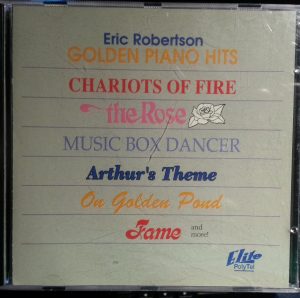 Eric Robertson
GOLDEN PIANO HITS
CHARIOTS OF FIRE
the Rose
MUSIC BOX DANCER
Arthur's Theme
On Golden Pond
Fame and
more!
Elite
PolyTel